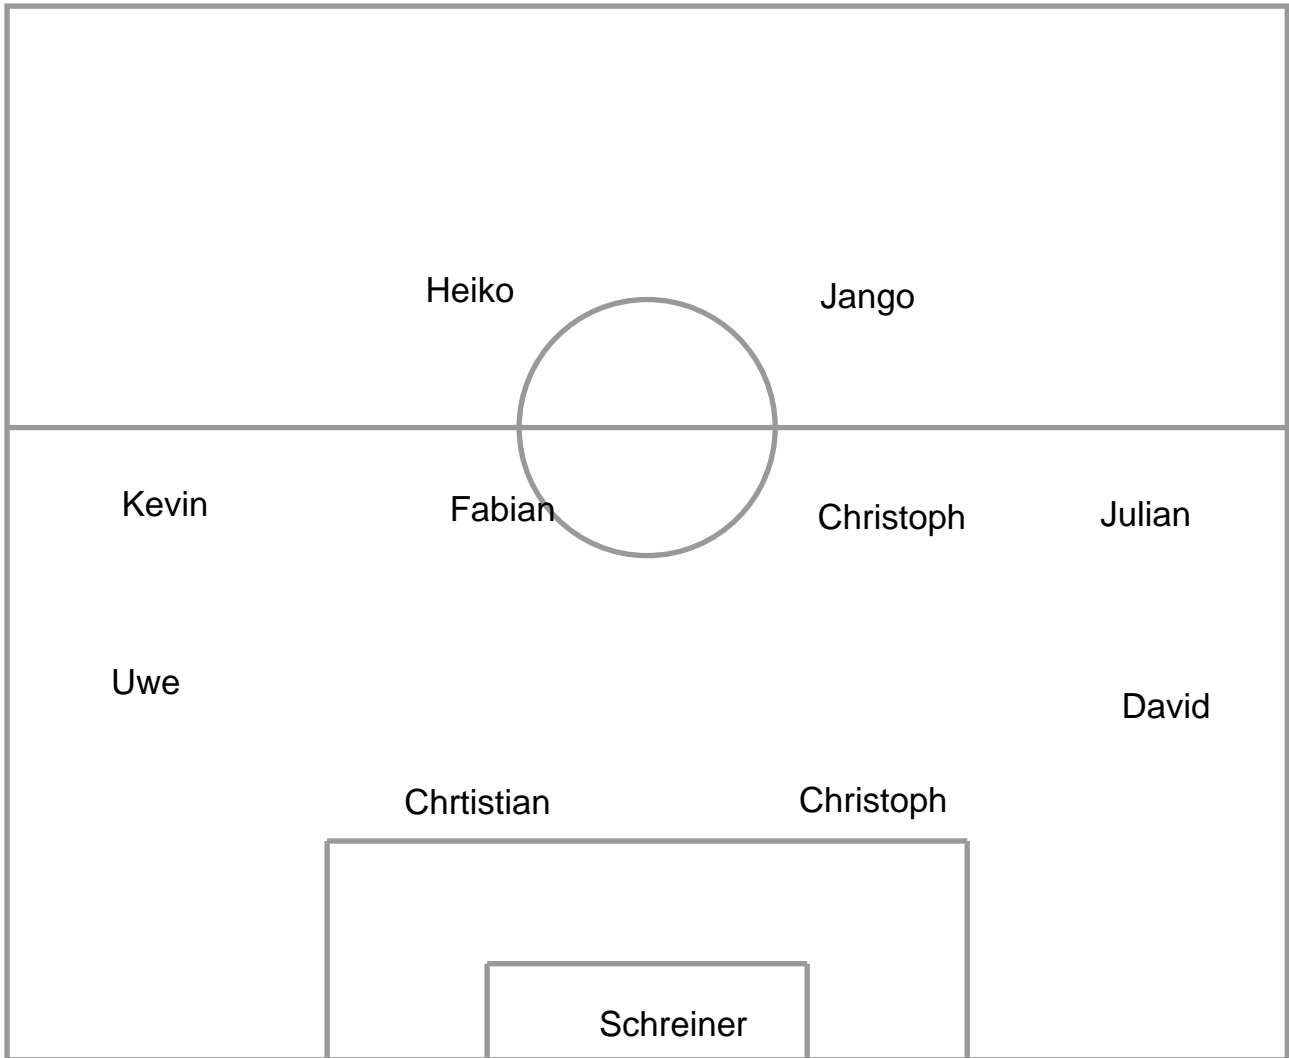 Heiko
Jango
Kevin
Fabian
Christoph
Julian
Uwe
David
Chrtistian
Christoph
Schreiner